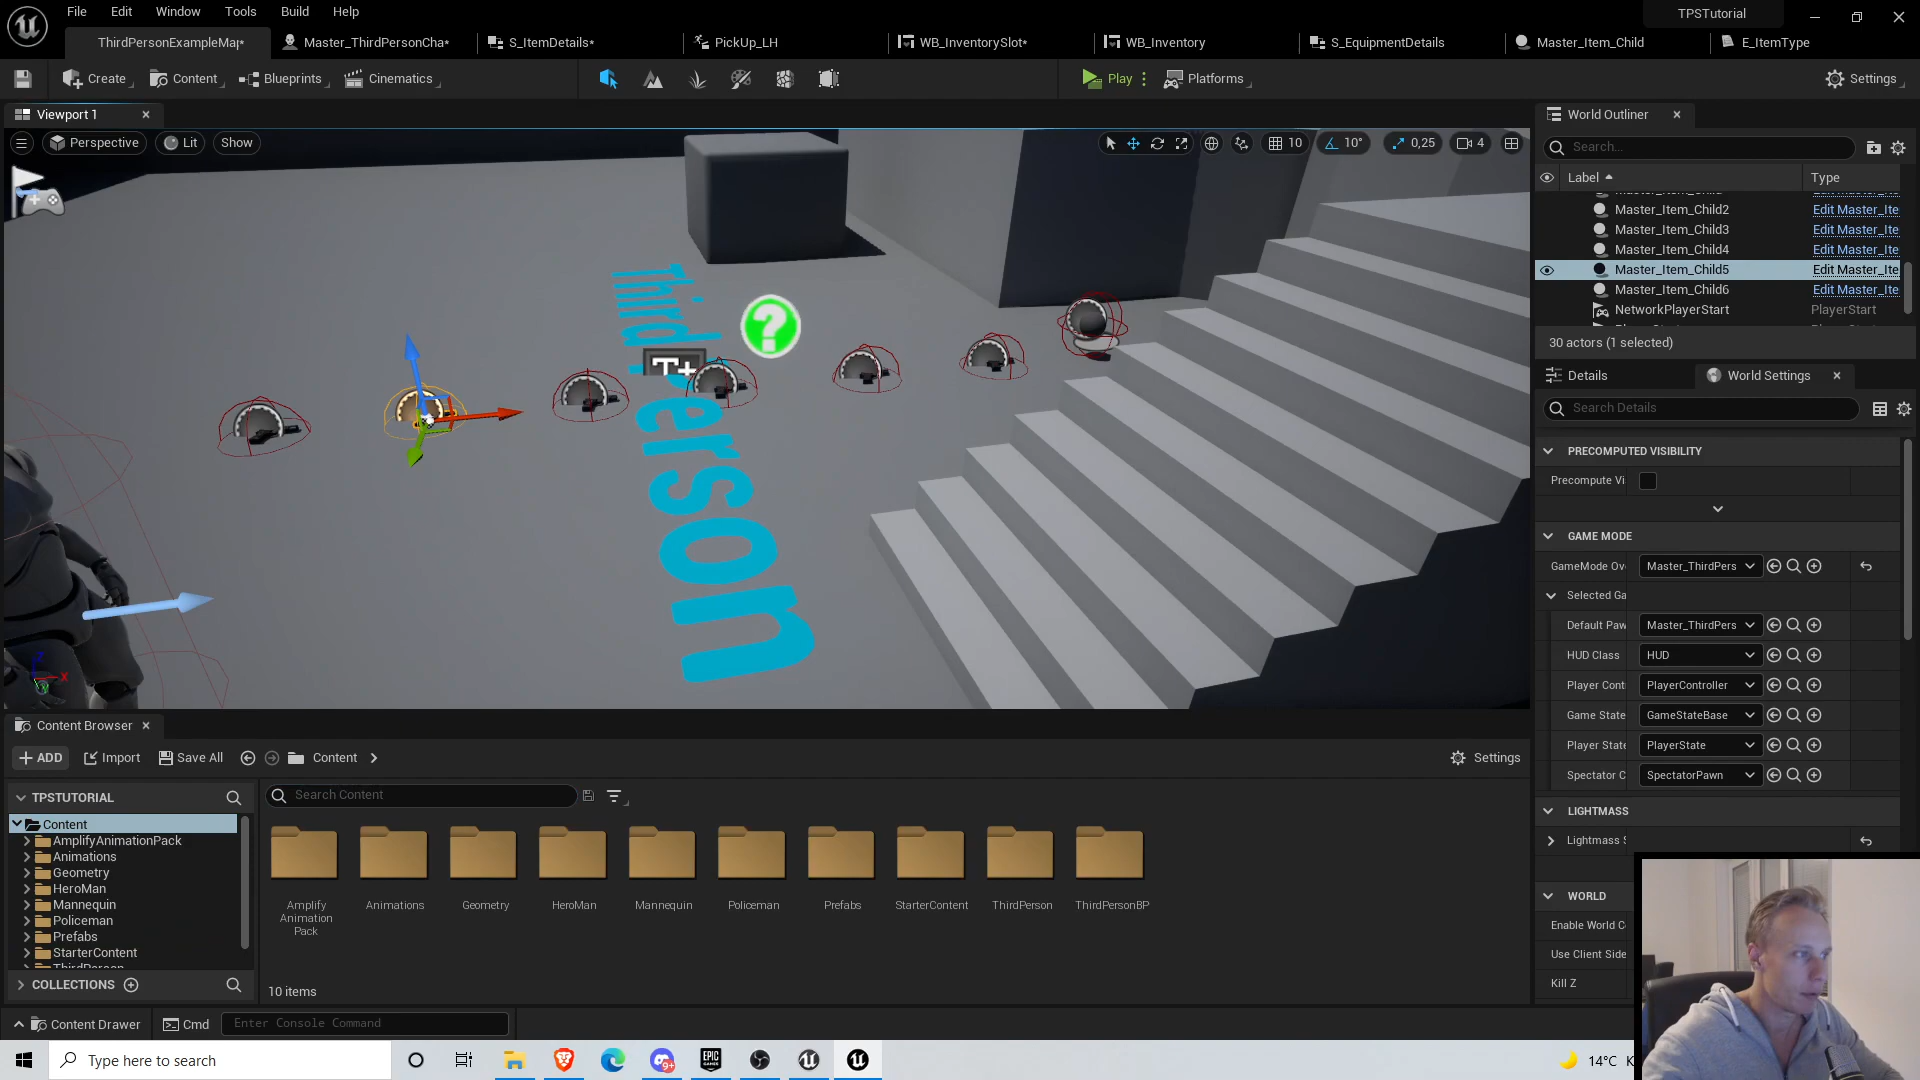 File Edit Window Tools Build Help
TPSTutorial
ThirdPersonExampleMap*
Master_ThirdPersonCha*
S_ItemDetails*
PickUp_LH
WB_InventorySlot*
WB_Inventory
S_EquipmentDetails
Master_Item_Child
E_ItemType
Create
Content
Blueprints
Cinematics
Play
Platforms
Settings
Viewport 1
World Outliner
Perspective
Lit
Show
10
10°
0,25
4
Search...
Label
Type
Master_Item_Child2 Edit Master_Ite
Master_Item_Child3 Edit Master_Ite
Master_Item_Child4 Edit Master_Ite
Master_Item_Child5 Edit Master_Ite
Master_Item_Child6 Edit Master_Ite
NetworkPlayerStart PlayerStart
30 actors (1 selected)
Details
World Settings
Search Details
PRECOMPUTED VISIBILITY
Precompute Vi
GAME MODE
GameMode Ov Master_ThirdPers
Selected Ga
Default Paw Master_ThirdPers
HUD Class HUD
Player Cont PlayerController
Game State GameStateBase
Player State PlayerState
Spectator C SpectatorPawn
LIGHTMASS
Lightmass S
WORLD
Enable World C
Use Client Side
Kill Z
Third Person
T+
?
Z
X
Y
Content Browser
ADD
Import
Save All
Content
Settings
TPSTUTORIAL
Search Content
Content
AmplifyAnimationPack
Animations
Geometry
HeroMan
Mannequin
Policeman
Prefabs
StarterContent
Amplify
Animation
Pack
Animations
Geometry
HeroMan
Mannequin
Policeman
Prefabs
StarterContent
ThirdPerson
ThirdPersonBP
COLLECTIONS
10 items
Content Drawer
Cmd
Enter Console Command
Type here to search
9+
EPIC
GAMES
14°C